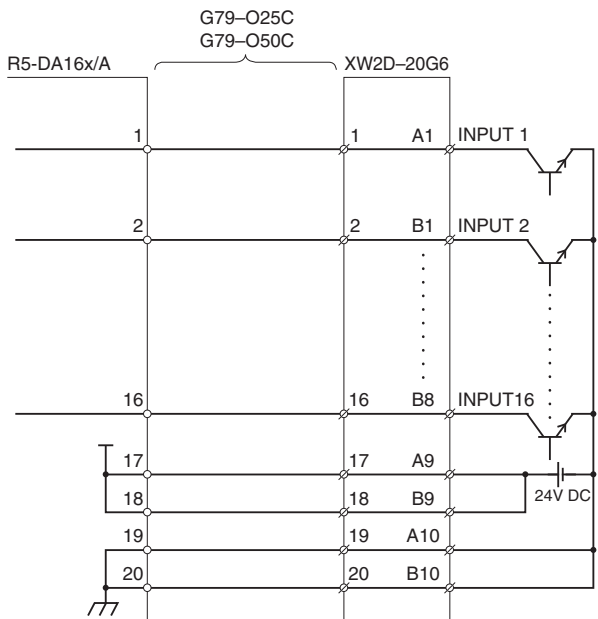 G79–O25C
G79–O50C
R5-DA16x/A XW2D–20G6
1 1 A1 INPUT 1
2 2 B1 INPUT 2
16 16 B8 INPUT16
17 17 A9
18 18 B9 24V DC
19 19 A10
20 20 B10